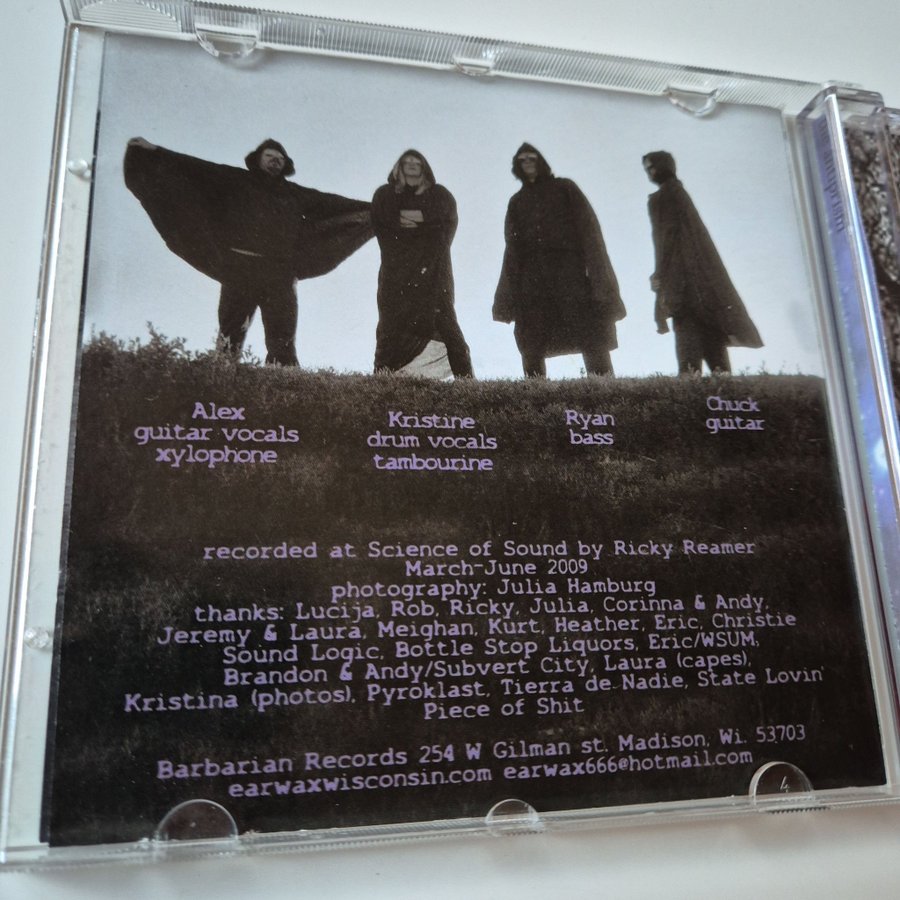 Alex
guitar vocals
xylophone
Kristine
drum vocals
tambourine
Ryan
bass
Chuck
guitar
recorded at Science of Sound by Ricky Reamer
March-June 2009
photography: Julia Hamburg
thanks: Lucija, Rob, Ricky, Julia, Corinna & Andy,
Jeremy & Laura, Meighan, Kurt, Heather, Eric, Christie
Sound Logic, Bottle Stop Liquors, Eric/WSUM,
Brandon & Andy/Subvert City, Laura (capes),
Kristina (photos), Pyroklast, Tierra de Nadie, State Lovin'
Piece of Shit
Barbarian Records 254 W Gilman st. Madison, Wi. 53703
earwaxwisconsin.com earwax666@hotmail.com
4